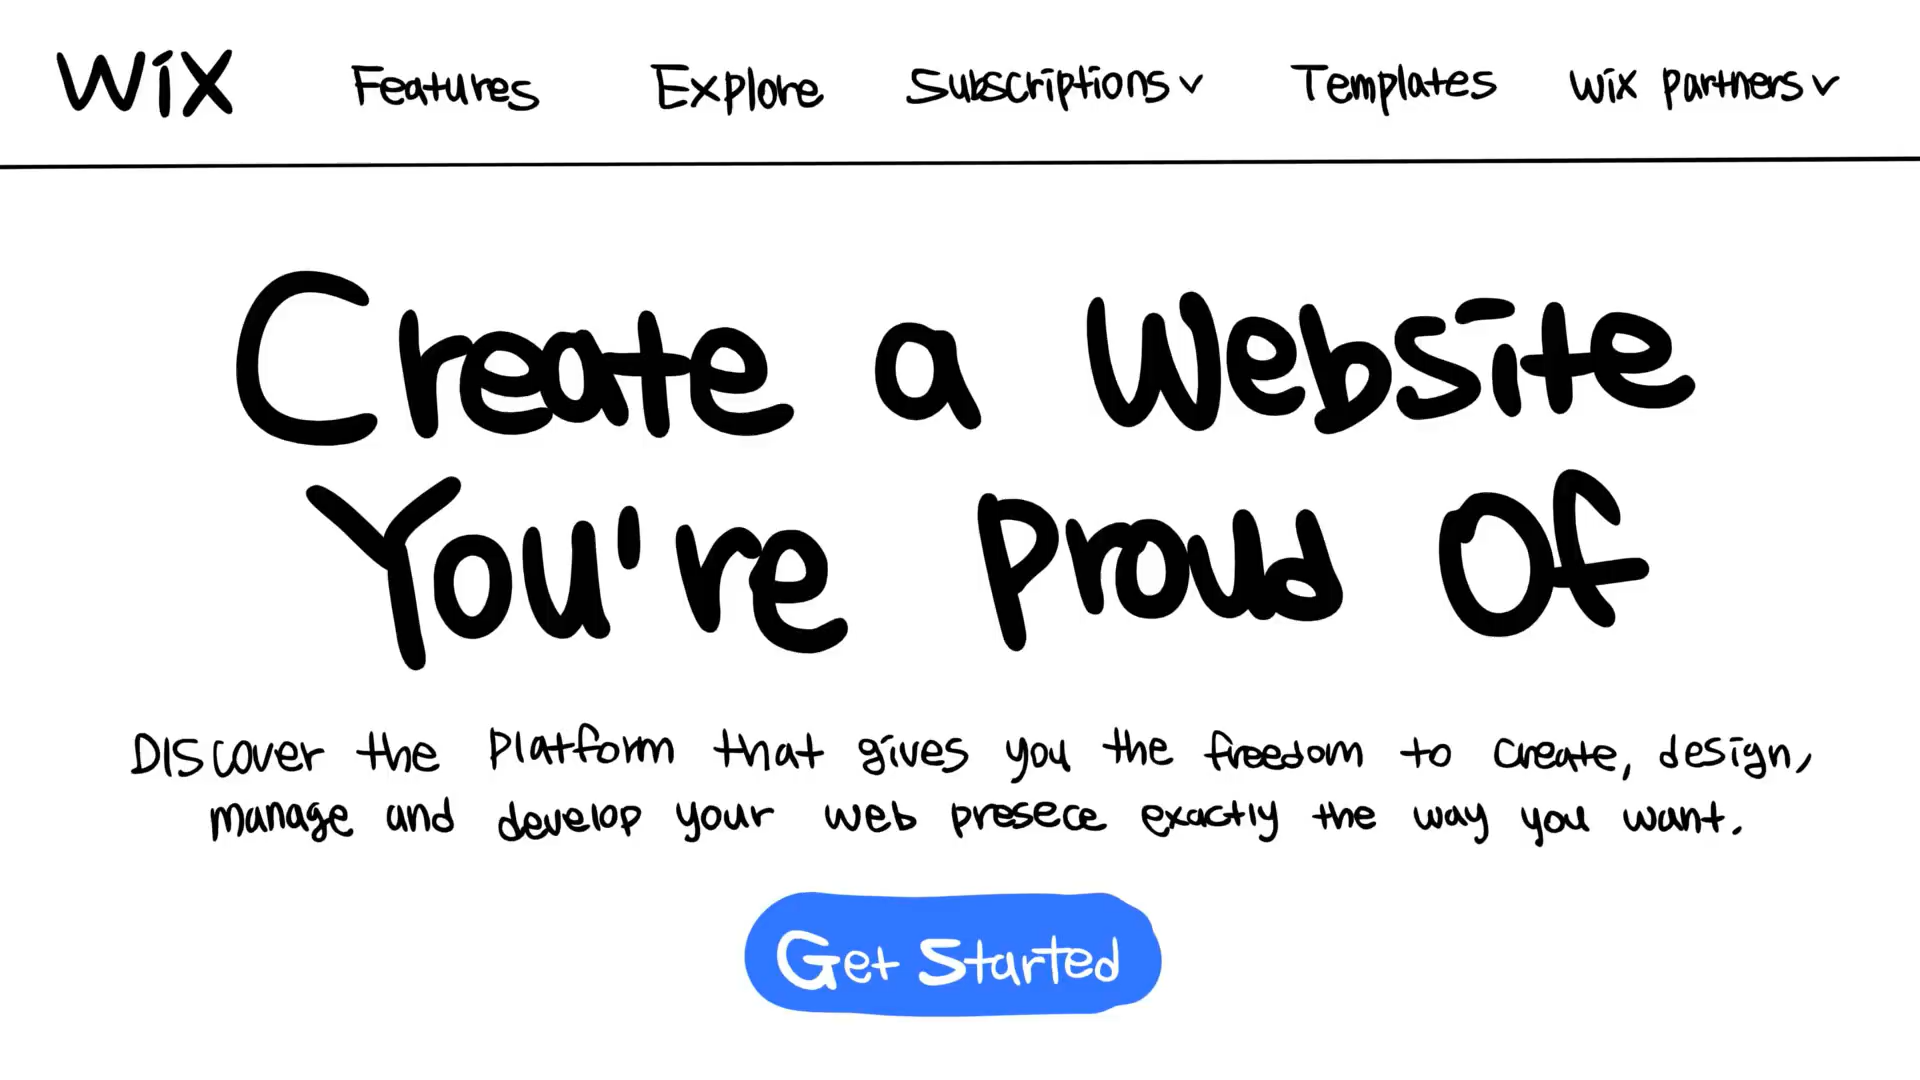 WiX Features Explore Subscriptions Templates Wix Partners
Create a Website
You're Proud Of
Discover the Platform that gives you the freedom to create, design,
manage and develop your web presece exactly the way you want.
Get Started